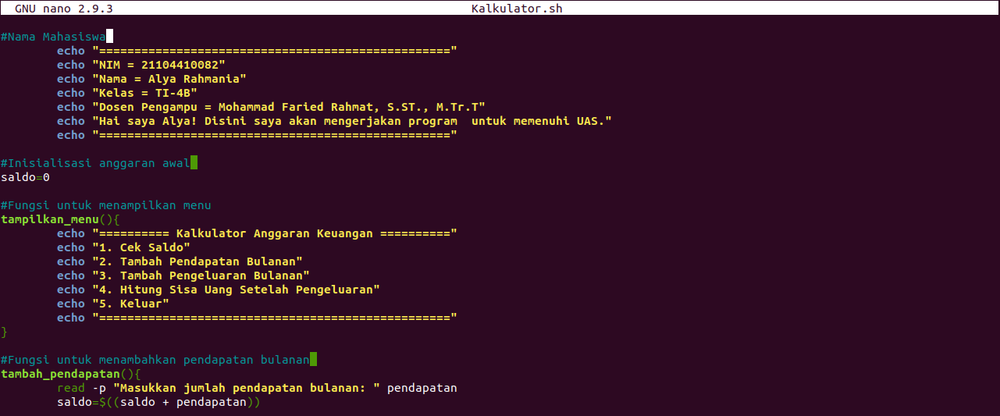 GNU nano 2.9.3 Kalkulator.sh
#Nama Mahasiswa
echo "=================================================="
echo "NIM = 21104410082"
echo "Nama = Alya Rahmania"
echo "Kelas = TI-4B"
echo "Dosen Pengampu = Mohammad Faried Rahmat, S.ST., M.Tr.T"
echo "Hai saya Alya! Disini saya akan mengerjakan program  untuk memenuhi UAS."
echo "=================================================="
#Inisialisasi anggaran awal
saldo=0
#Fungsi untuk menampilkan menu
tampilkan_menu(){
echo "========== Kalkulator Anggaran Keuangan =========="
echo "1. Cek Saldo"
echo "2. Tambah Pendapatan Bulanan"
echo "3. Tambah Pengeluaran Bulanan"
echo "4. Hitung Sisa Uang Setelah Pengeluaran"
echo "5. Keluar"
echo "=================================================="
}
#Fungsi untuk menambahkan pendapatan bulanan
tambah_pendapatan(){
read -p "Masukkan jumlah pendapatan bulanan: " pendapatan
saldo=$((saldo + pendapatan))